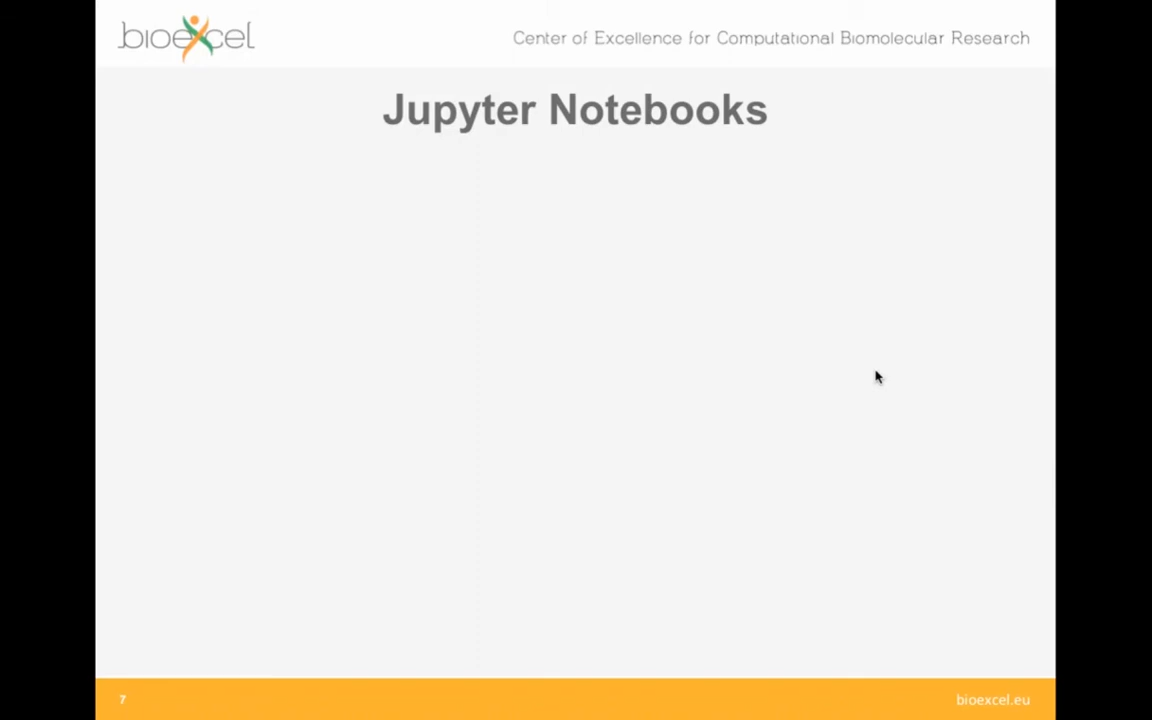 bioexcel
Center of Excellence for Computational Biomolecular Research
Jupyter Notebooks
7
bioexcel.eu